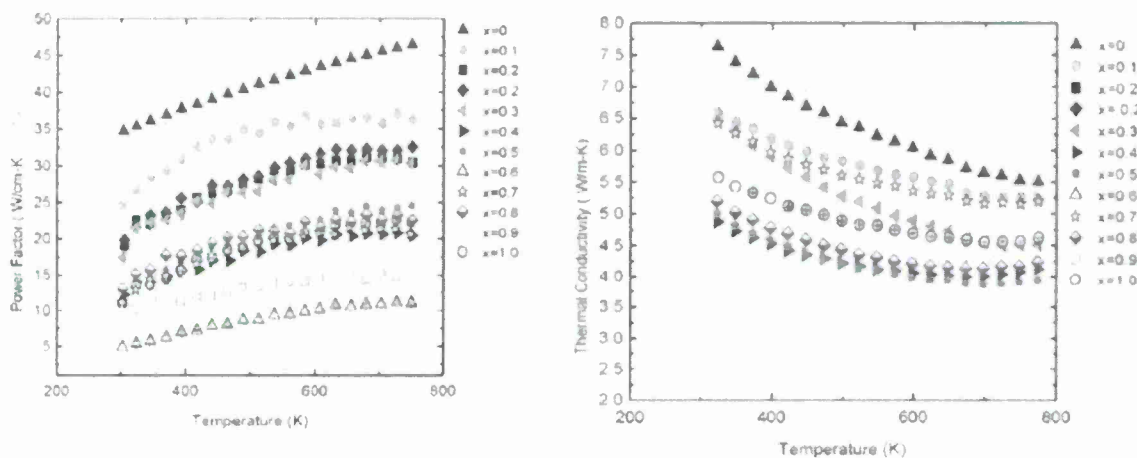 50
45
40
35
30
25
20
15
10
5
200
400
600
800
Temperature (K)
Power Factor ( W/cm-K
x=0
x=0.1
x=0.2
x=0.2
x=0.3
x=0.4
x=0.5
x=0.6
x=0.7
x=0.8
x=0.9
x=1.0
8.0
7.5
7.0
6.5
6.0
5.5
5.0
4.5
4.0
3.5
3.0
2.5
2.0
200
400
600
800
Temperature (K)
Thermal Conductivity ( W/m-K)
x=0
x=0.1
x=0.2
x=0.2
x=0.3
x=0.4
x=0.5
x=0.6
x=0.7
x=0.8
x=0.9
x=1.0